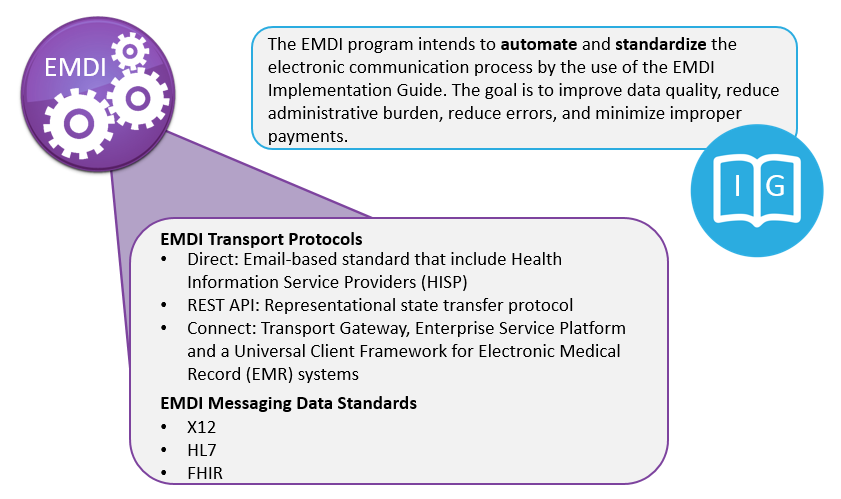 EMDI
The EMDI program intends to automate and standardize the
electronic communication process by the use of the EMDI
Implementation Guide. The goal is to improve data quality, reduce
administrative burden, reduce errors, and minimize improper
payments.
I G
EMDI Transport Protocols
• Direct: Email-based standard that include Health
Information Service Providers (HISP)
• REST API: Representational state transfer protocol
• Connect: Transport Gateway, Enterprise Service Platform
and a Universal Client Framework for Electronic Medical
Record (EMR) systems
EMDI Messaging Data Standards
• X12
• HL7
• FHIR